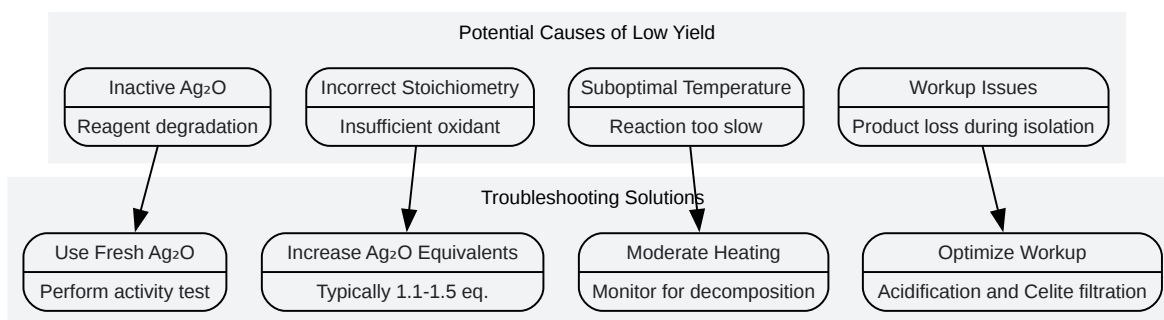 Potential Causes of Low Yield
Inactive Ag₂O
Reagent degradation
Incorrect Stoichiometry
Insufficient oxidant
Suboptimal Temperature
Reaction too slow
Workup Issues
Product loss during isolation
Troubleshooting Solutions
Use Fresh Ag₂O
Perform activity test
Increase Ag₂O Equivalents
Typically 1.1-1.5 eq.
Moderate Heating
Monitor for decomposition
Optimize Workup
Acidification and Celite filtration